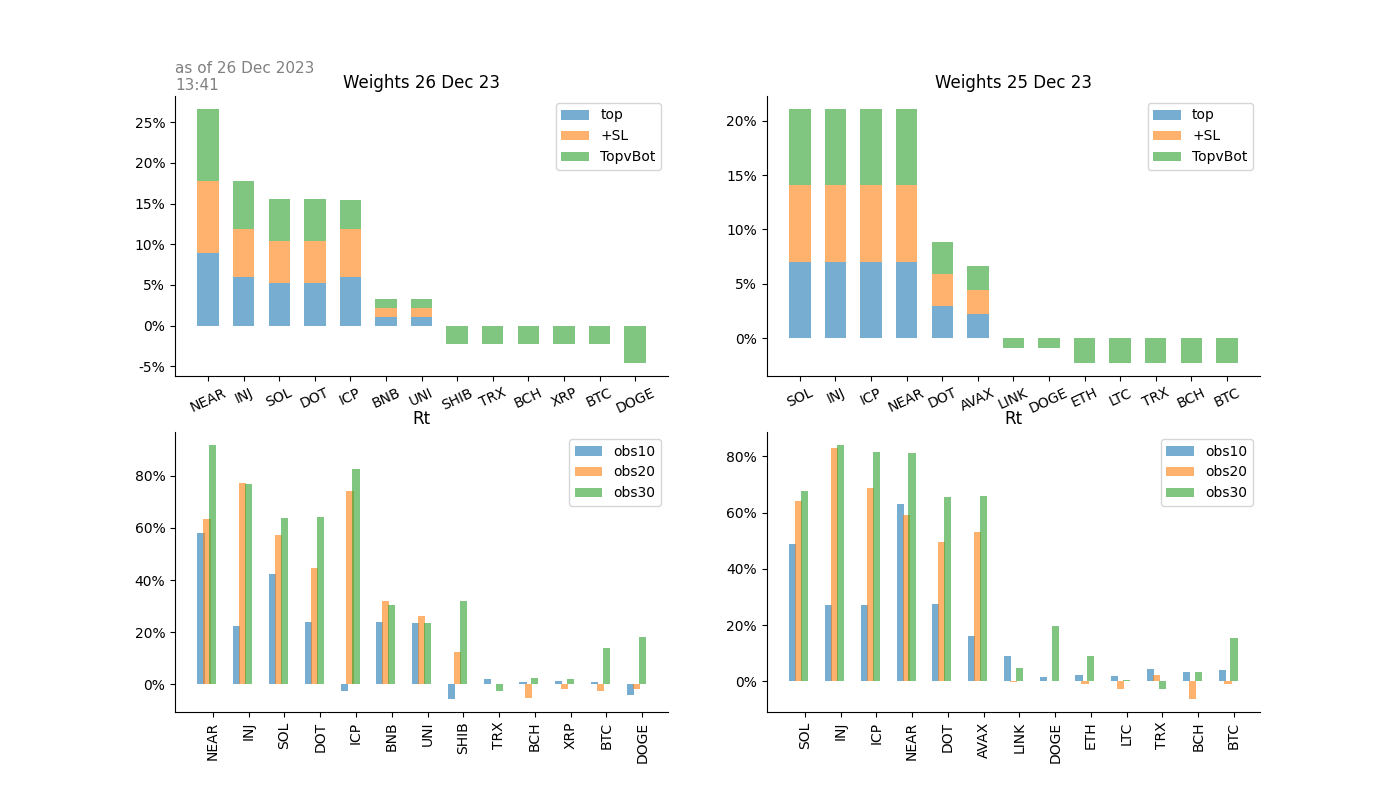 as of 26 Dec 2023
13:41
Weights 26 Dec 23
25%
20%
15%
10%
5%
0%
-5%
top
+SL
TopvBot
NEAR INJ SOL DOT ICP BNB UNI SHIB TRX BCH XRP BTC DOGE
Weights 25 Dec 23
20%
15%
10%
5%
0%
top
+SL
TopvBot
SOL INJ ICP NEAR DOT AVAX LINK DOGE ETH LTC TRX BCH BTC
Rt
80%
60%
40%
20%
0%
obs10
obs20
obs30
NEAR INJ SOL DOT ICP BNB UNI SHIB TRX BCH XRP BTC DOGE
Rt
80%
60%
40%
20%
0%
obs10
obs20
obs30
SOL INJ ICP NEAR DOT AVAX LINK DOGE ETH LTC TRX BCH BTC